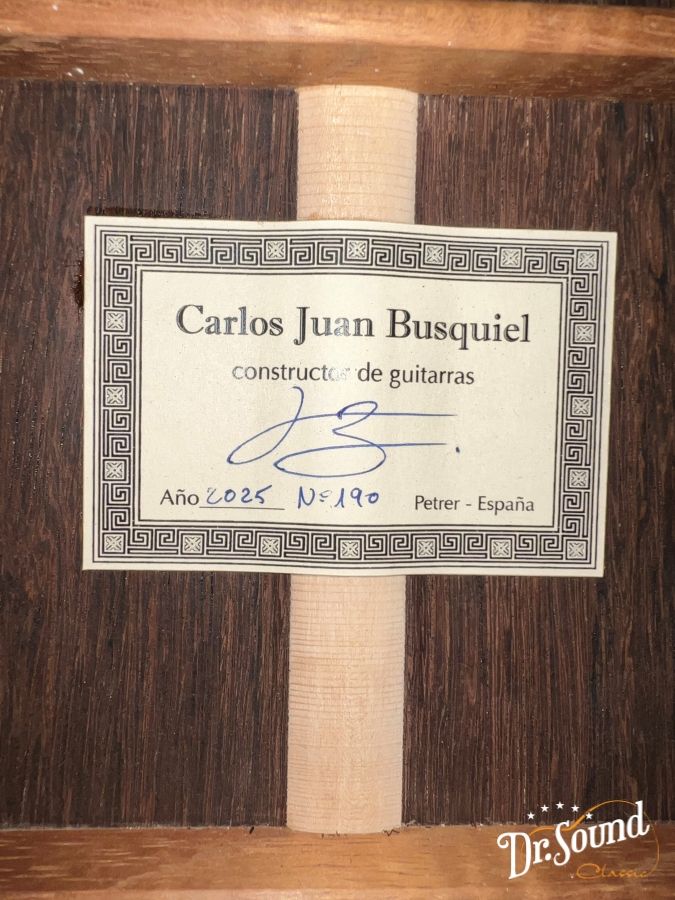 Carlos Juan Busquiel
constructor de guitarras
Año 2025 Nº 190 Petrer - España
Dr. Sound
Classic